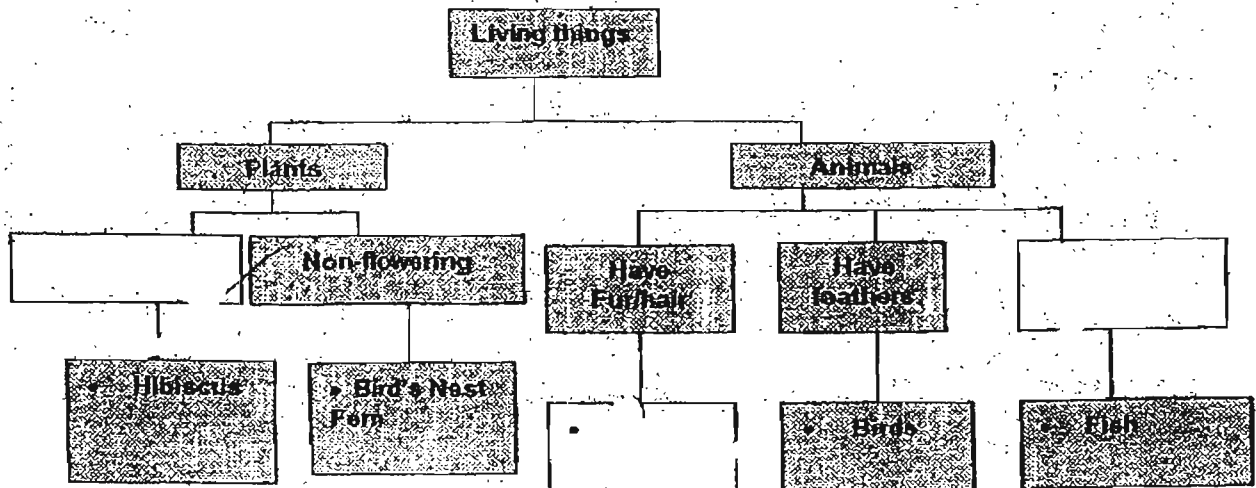 Living things
Plants
Animals
Non-flowering
Have
Fur/hair
Have
feathers
• Hibiscus
• Bird's Nest
Fern
•
• Birds
• Fish